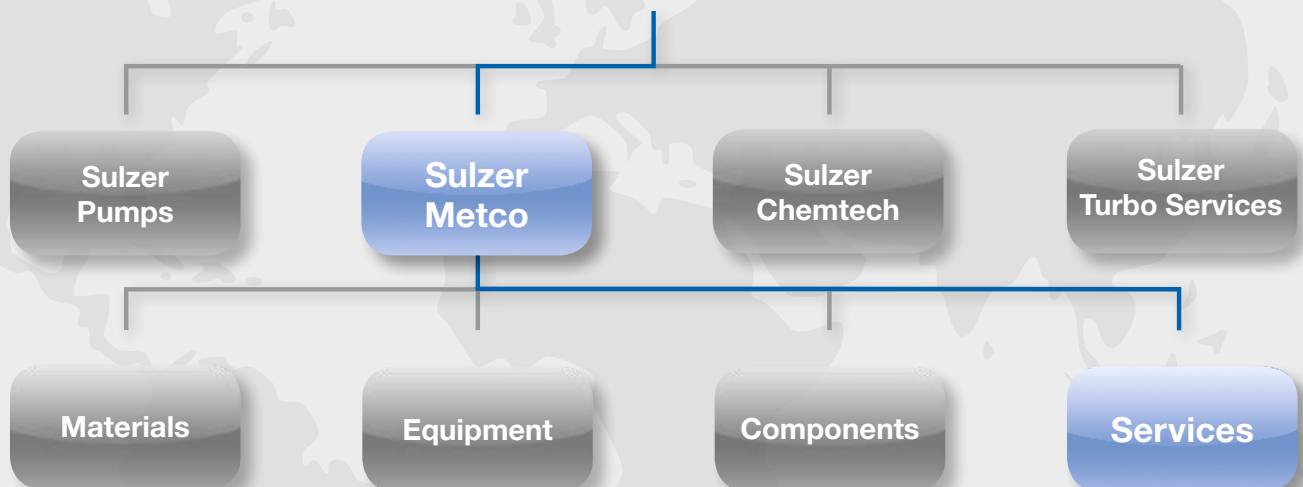 Sulzer
Pumps
Sulzer
Metco
Sulzer
Chemtech
Sulzer
Turbo Services
Materials
Equipment
Components
Services